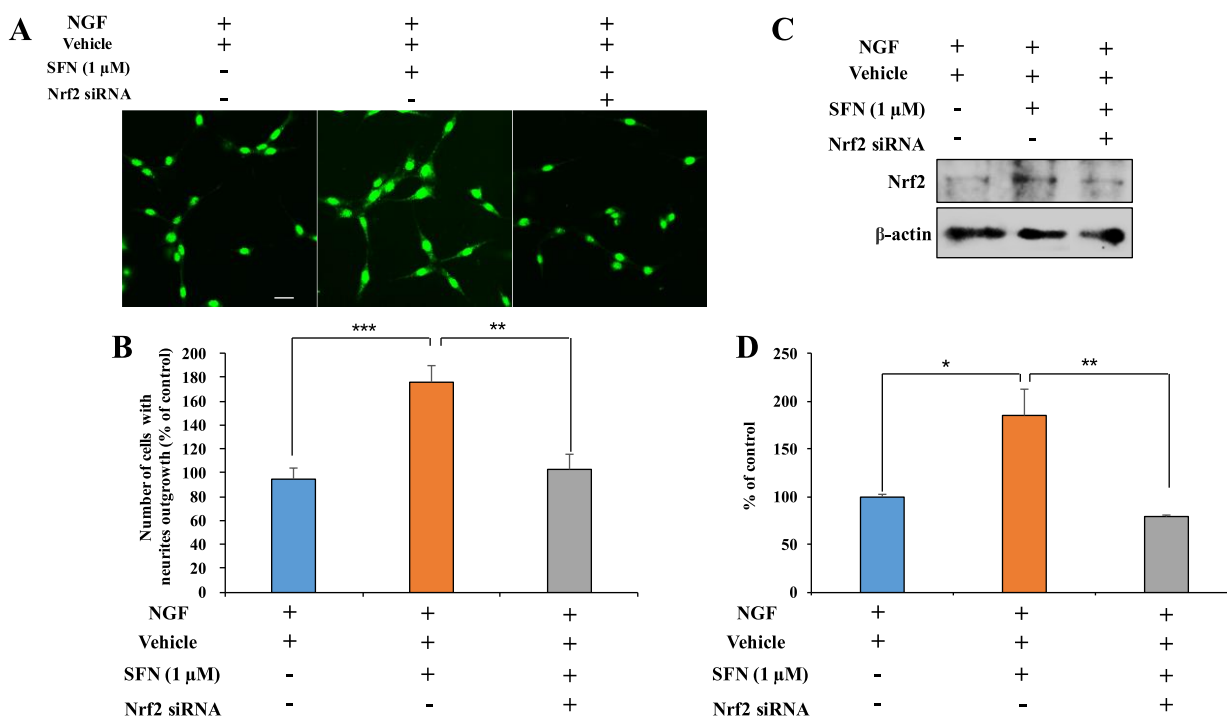 A
NGF + + +
Vehicle + + +
SFN (1 µM) - + +
Nrf2 siRNA - - +
B
*** **
Number of cells with
neurites outgrowth (% of control)
200
180
160
140
120
100
80
60
40
20
0
NGF + + +
Vehicle + + +
SFN (1 µM) - + +
Nrf2 siRNA - - +
C
NGF + + +
Vehicle + + +
SFN (1 µM) - + +
Nrf2 siRNA - - +
Nrf2
β-actin
D
* **
% of control
250
200
150
100
50
0
NGF + + +
Vehicle + + +
SFN (1 µM) - + +
Nrf2 siRNA - - +